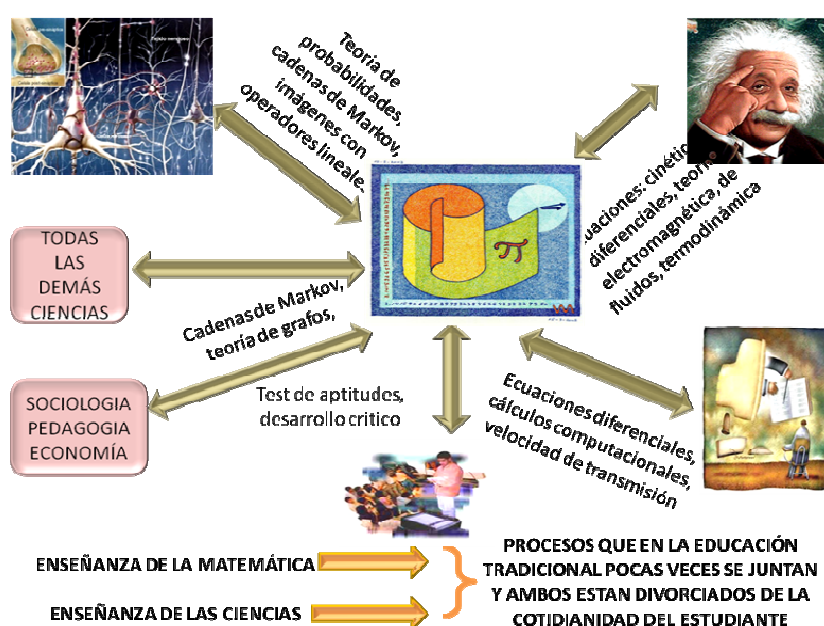 Teoría de
probabilidades,
cadenas de Markov,
imágenes con
operadores lineale
diferenciales, teorí
electromagnética, de
fluidos, termodinámica
TODAS
LAS
DEMÁS
CIENCIAS
Cadenas de Markov,
teoría de grafos,
SOCIOLOGIA
PEDAGOGIA
ECONOMÍA
Test de aptitudes,
desarrollo critico
Ecuaciones diferenciales,
cálculos computacionales,
velocidad de transmisión
ENSEÑANZA DE LA MATEMÁTICA
ENSEÑANZA DE LAS CIENCIAS
PROCESOS QUE EN LA EDUCACIÓN
TRADICIONAL POCAS VECES SE JUNTAN
Y AMBOS ESTAN DIVORCIADOS DE LA
COTIDIANIDAD DEL ESTUDIANTE